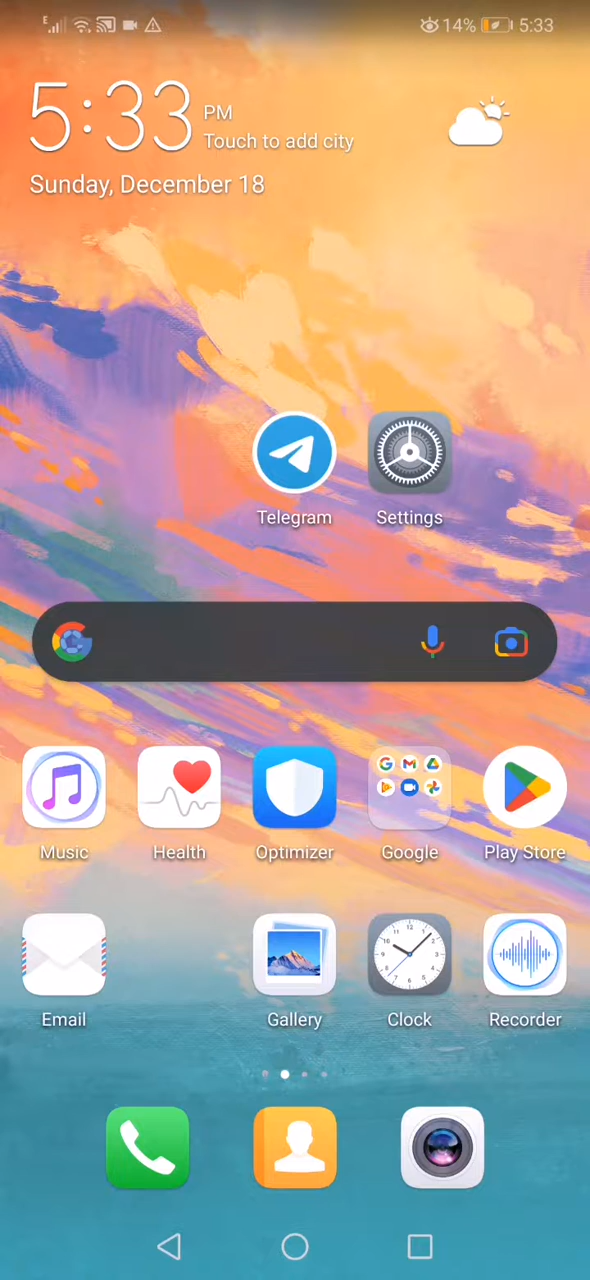 E 14% 5:33
5:33 PM
Touch to add city
Sunday, December 18
Telegram Settings
Music Health Optimizer Google Play Store
Email Gallery Clock Recorder